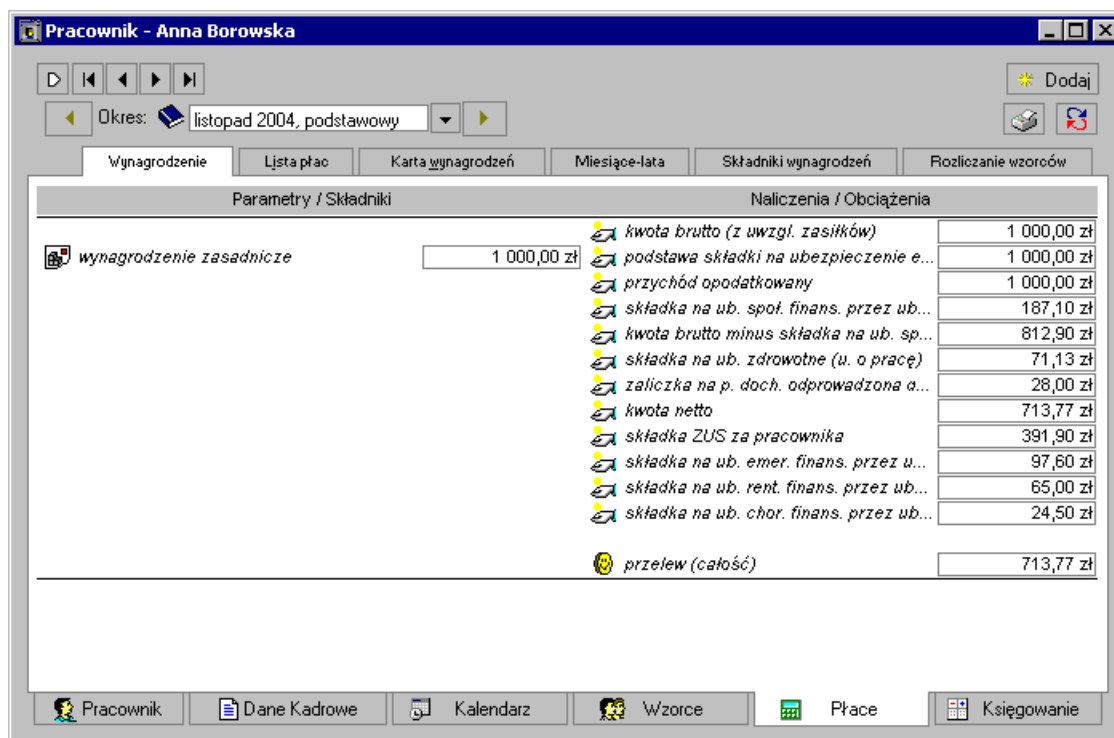 Pracownik - Anna Borowska
Dodaj
Okres: listopad 2004, podstawowy
Wynagrodzenie Lista płac Karta wynagrodzeń Miesiące-lata Składniki wynagrodzeń Rozliczanie wzorców
Parametry / Składniki Naliczenia / Obciążenia
kwota brutto (z uwzgl. zasiłków) 1 000,00 zł
wynagrodzenie zasadnicze 1 000,00 zł podstawa składki na ubezpieczenie e... 1 000,00 zł
przychód opodatkowany 1 000,00 zł
składka na ub. społ. finans. przez ub... 187,10 zł
kwota brutto minus składka na ub. sp... 812,90 zł
składka na ub. zdrowotne (u. o pracę) 71,13 zł
zaliczka na p. doch. odprowadzona d... 28,00 zł
kwota netto 713,77 zł
składka ZUS za pracownika 391,90 zł
składka na ub. emer. finans. przez u... 97,60 zł
składka na ub. rent. finans. przez ub... 65,00 zł
składka na ub. chor. finans. przez ub... 24,50 zł
przelew (całość) 713,77 zł
Pracownik Dane Kadrowe Kalendarz Wzorce Płace Księgowanie